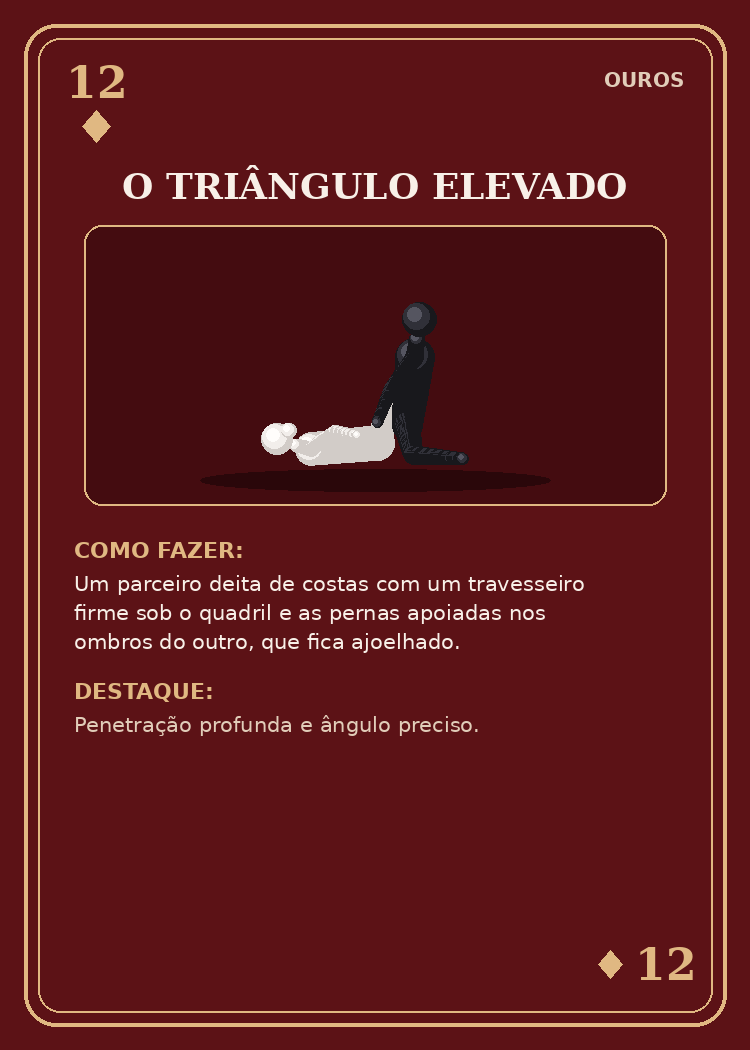 12
OUROS
O TRIÂNGULO ELEVADO
COMO FAZER:
Um parceiro deita de costas com um travesseiro
firme sob o quadril e as pernas apoiadas nos
ombros do outro, que fica ajoelhado.
DESTAQUE:
Penetração profunda e ângulo preciso.
12